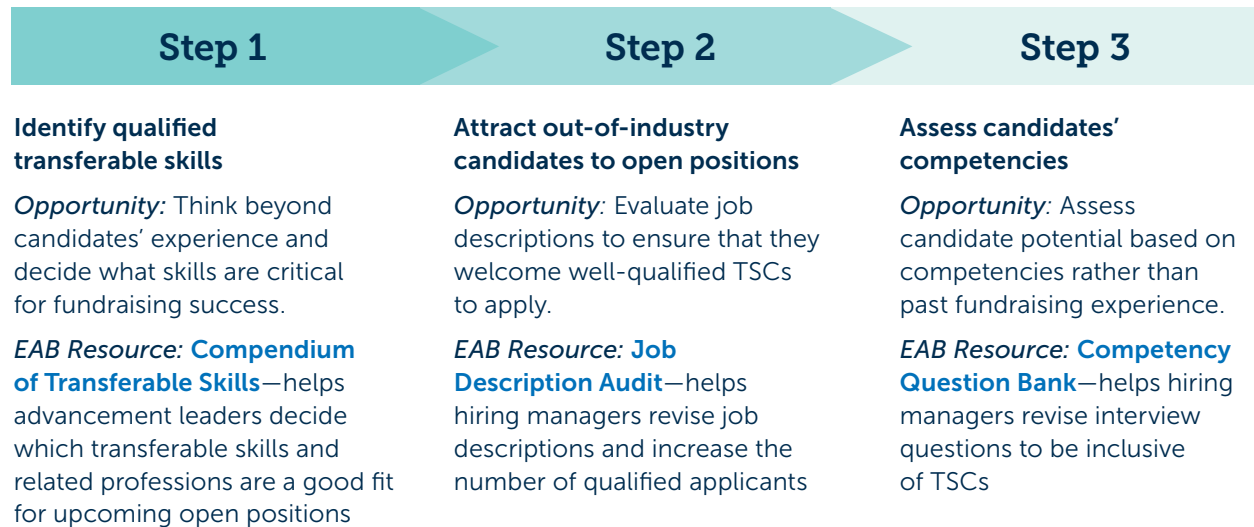 Step 1
Step 2
Step 3
Identify qualified
transferable skills
Opportunity: Think beyond
candidates’ experience and
decide what skills are critical
for fundraising success.
EAB Resource: Compendium
of Transferable Skills—helps
advancement leaders decide
which transferable skills and
related professions are a good fit
for upcoming open positions
Attract out-of-industry
candidates to open positions
Opportunity: Evaluate job
descriptions to ensure that they
welcome well-qualified TSCs
to apply.
EAB Resource: Job
Description Audit—helps
hiring managers revise job
descriptions and increase the
number of qualified applicants
Assess candidates’
competencies
Opportunity: Assess
candidate potential based on
competencies rather than
past fundraising experience.
EAB Resource: Competency
Question Bank—helps hiring
managers revise interview
questions to be inclusive
of TSCs